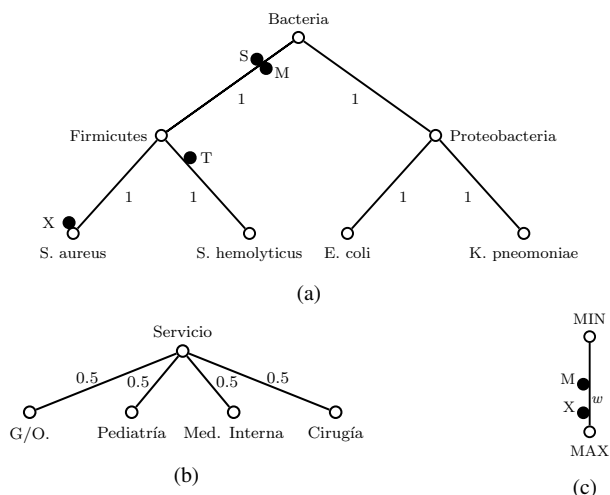 Bacteria
S
M
1
1
Firmicutes
Proteobacteria
T
1
1
1
1
X
S. aureus
S. hemolyticus
E. coli
K. pneomoniae
(a)
Servicio
0.5
0.5
0.5
0.5
G/O.
Pediatría
Med. Interna
Cirugía
(b)
MIN
M
w
X
MAX
(c)